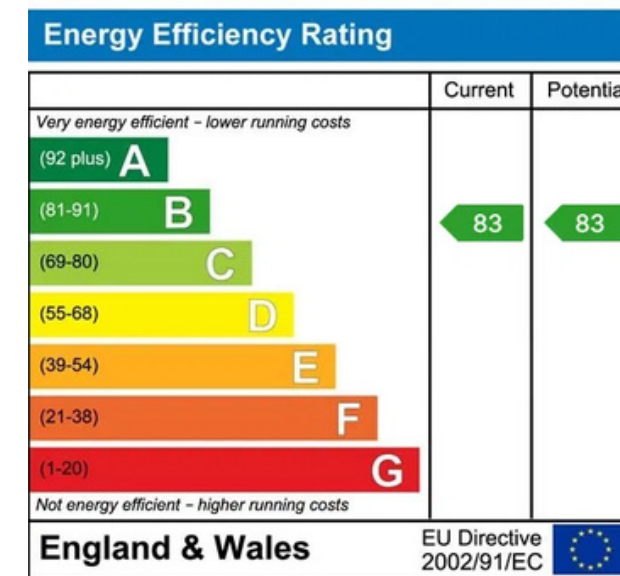 Energy Efficiency Rating
Current Potentia
Very energy efficient – lower running costs
(92 plus) A
(81-91) B 83 83
(69-80) C
(55-68) D
(39-54) E
(21-38) F
(1-20) G
Not energy efficient – higher running costs
England & Wales
EU Directive
2002/91/EC